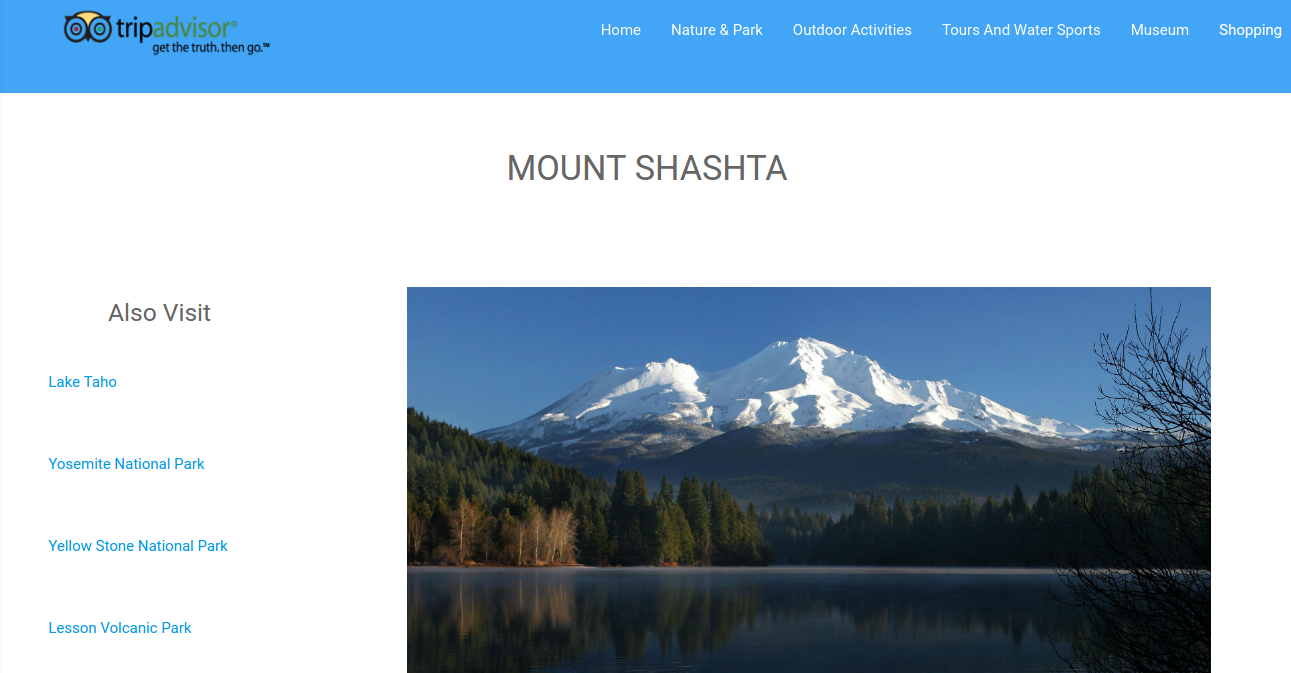 tripadvisor®
get the truth. then go.™
Home Nature & Park Outdoor Activities Tours And Water Sports Museum Shopping
MOUNT SHASHTA
Also Visit
Lake Taho
Yosemite National Park
Yellow Stone National Park
Lesson Volcanic Park